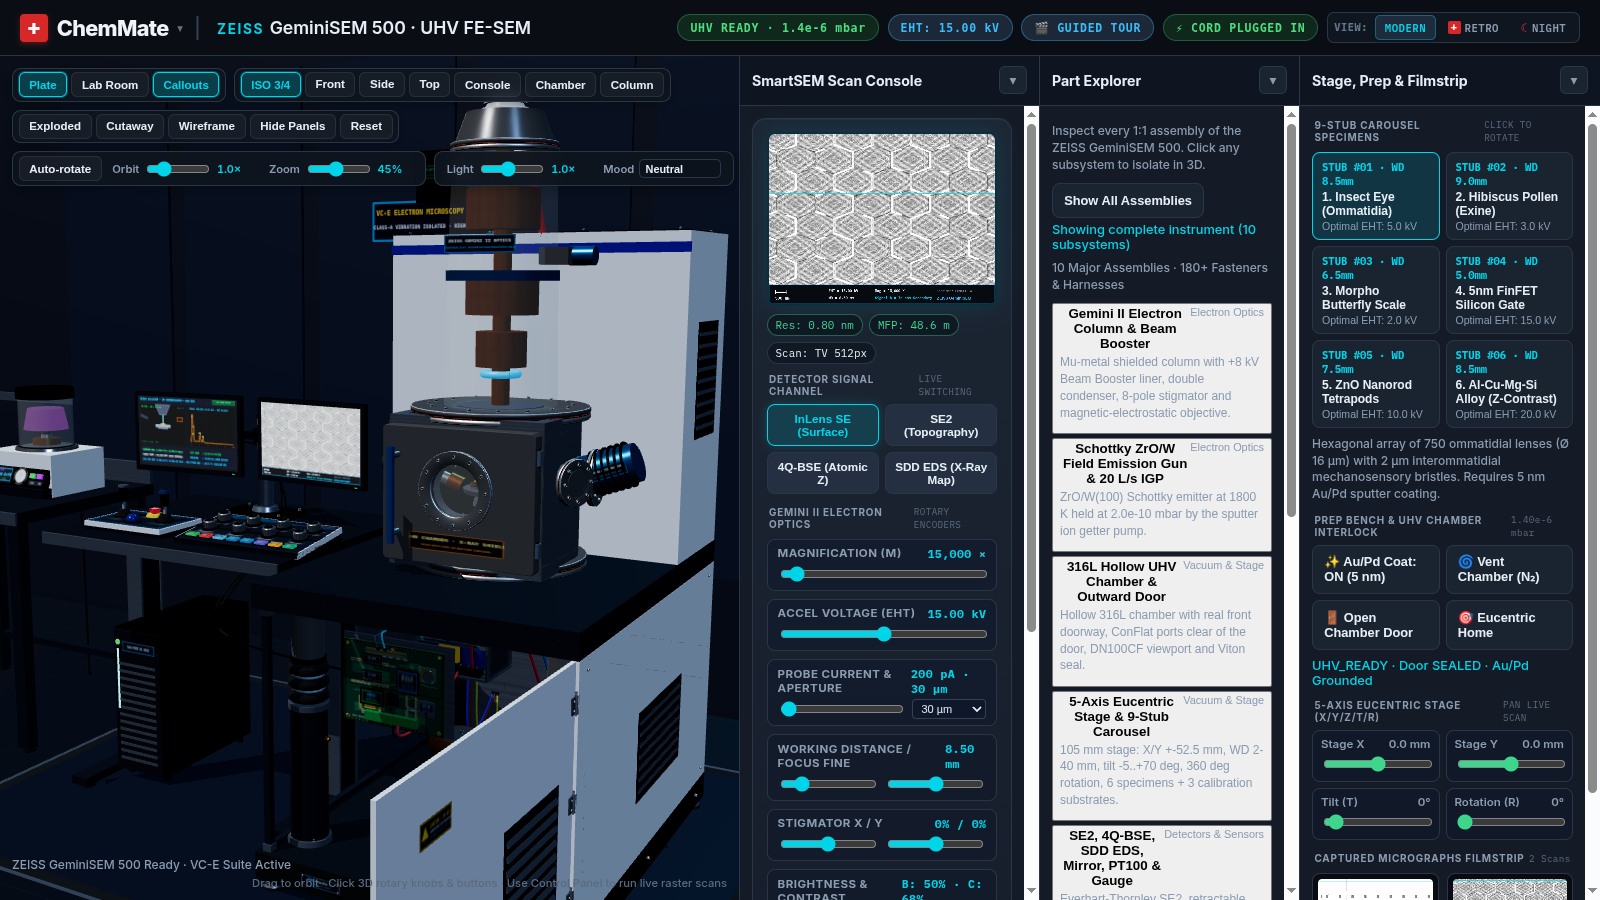 ChemMate
ZEISS GeminiSEM 500 · UHV FE-SEM
UHV READY · 1.4e-6 mbar
EHT: 15.00 kV
GUIDED TOUR
CORD PLUGGED IN
VIEW: MODERN RETRO NIGHT
Plate Lab Room Callouts
ISO 3/4 Front Side Top Console Chamber Column
Exploded Cutaway Wireframe Hide Panels Reset
Auto-rotate Orbit 1.0× Zoom 45%
Light 1.0× Mood Neutral
VC-E ELECTRON MICROSCOPY
ZEISS GEMINI II OPTICS
ZEISS GeminiSEM 500 Ready · VC-E Suite Active
Drag to orbit · Click 3D rotary knobs & buttons · Use Control Panel to run live raster scans
SmartSEM Scan Console
Res: 0.80 nm
MFP: 48.6 m
Scan: TV 512px
DETECTOR SIGNAL CHANNEL
LIVE SWITCHING
InLens SE (Surface)
SE2 (Topography)
4Q-BSE (Atomic Z)
SDD EDS (X-Ray Map)
GEMINI II ELECTRON OPTICS
ROTARY ENCODERS
MAGNIFICATION (M) 15,000 ×
ACCEL VOLTAGE (EHT) 15.00 kV
PROBE CURRENT & APERTURE
200 pA · 30 µm
30 µm
WORKING DISTANCE / FOCUS FINE
8.50 mm
STIGMATOR X / Y 0% / 0%
BRIGHTNESS & CONTRAST
B: 50% · C: 68%
Part Explorer
Inspect every 1:1 assembly of the
ZEISS GeminiSEM 500. Click any
subsystem to isolate in 3D.
Show All Assemblies
Showing complete instrument (10
subsystems)
10 Major Assemblies · 180+ Fasteners
& Harnesses
Gemini II Electron
Column & Beam
Booster
Electron Optics
Mu-metal shielded column with +8 kV
Beam Booster liner, double
condenser, 8-pole stigmator and
magnetic-electrostatic objective.
Schottky ZrO/W
Field Emission Gun
& 20 L/s IGP
Electron Optics
ZrO/W(100) Schottky emitter at 1800
K held at 2.0e-10 mbar by the sputter
ion getter pump.
316L Hollow UHV
Chamber &
Outward Door
Vacuum & Stage
Hollow 316L chamber with real front
doorway, ConFlat ports clear of the
door, DN100CF viewport and Viton
seal.
5-Axis Eucentric
Stage & 9-Stub
Carousel
Vacuum & Stage
105 mm stage: X/Y +-52.5 mm, WD 2-
40 mm, tilt -5..+70 deg, 360 deg
rotation, 6 specimens + 3 calibration
substrates.
SE2, 4Q-BSE,
SDD EDS,
Mirror, PT100 &
Gauge
Detectors & Sensors
Everhart-Thornley SE2, retractable
Stage, Prep & Filmstrip
9-STUB CAROUSEL SPECIMENS
CLICK TO ROTATE
STUB #01 · WD 8.5mm
1. Insect Eye (Ommatidia)
Optimal EHT: 5.0 kV
STUB #02 · WD 9.0mm
2. Hibiscus Pollen (Exine)
Optimal EHT: 3.0 kV
STUB #03 · WD 6.5mm
3. Morpho Butterfly Scale
Optimal EHT: 2.0 kV
STUB #04 · WD 5.0mm
4. 5nm FinFET Silicon Gate
Optimal EHT: 15.0 kV
STUB #05 · WD 7.5mm
5. ZnO Nanorod Tetrapods
Optimal EHT: 10.0 kV
STUB #06 · WD 8.5mm
6. Al-Cu-Mg-Si Alloy (Z-Contrast)
Optimal EHT: 20.0 kV
Hexagonal array of 750 ommatidial lenses (Ø
16 µm) with 2 µm interommatidial
mechanosensory bristles. Requires 5 nm
Au/Pd sputter coating.
PREP BENCH & UHV CHAMBER INTERLOCK
1.40e-6 mbar
Au/Pd Coat: ON (5 nm)
Vent Chamber (N₂)
Open Chamber Door
Eucentric Home
UHV_READY · Door SEALED · Au/Pd
Grounded
5-AXIS EUCENTRIC STAGE (X/Y/Z/T/R)
PAN LIVE SCAN
Stage X 0.0 mm
Stage Y 0.0 mm
Tilt (T) 0°
Rotation (R) 0°
CAPTURED MICROGRAPHS FILMSTRIP 2 Scans